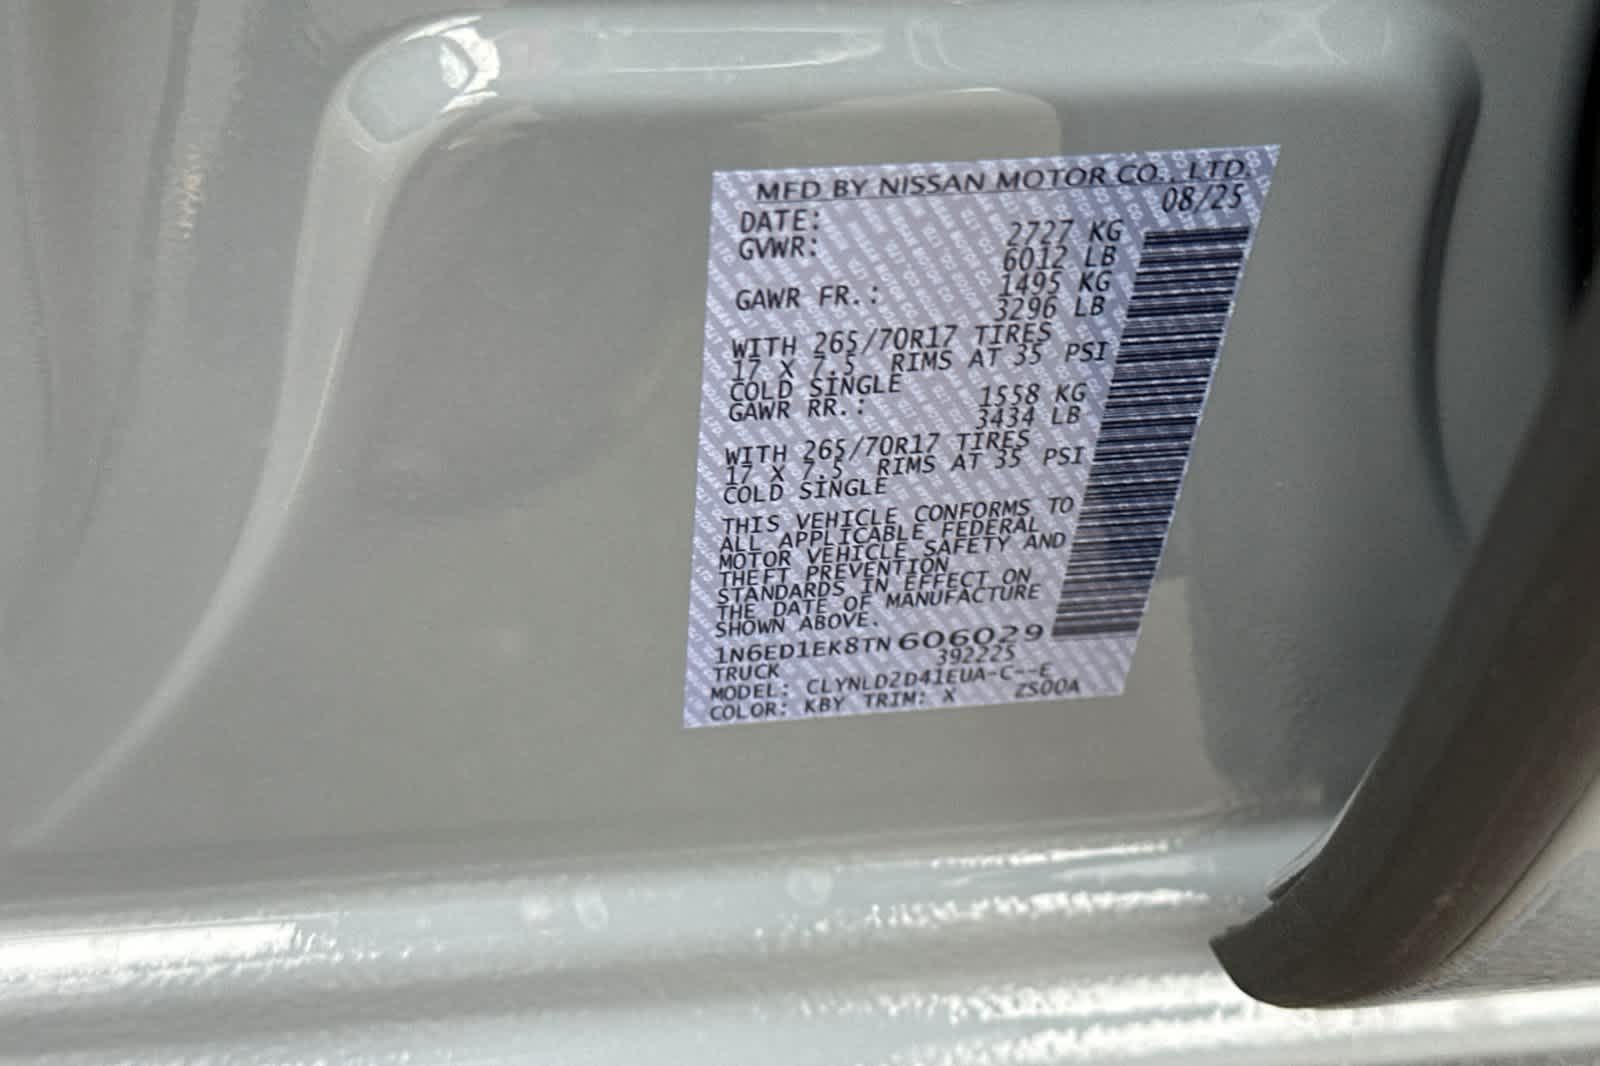 MFD BY NISSAN MOTOR CO., LTD.
DATE: 08/25
GVWR: 2727 KG
6012 LB
GAWR FR.: 1495 KG
3296 LB
WITH 265/70R17 TIRES
17 X 7.5 RIMS AT 35 PSI
COLD SINGLE
GAWR RR.: 1558 KG
3434 LB
WITH 265/70R17 TIRES
17 X 7.5 RIMS AT 35 PSI
COLD SINGLE
THIS VEHICLE CONFORMS TO
ALL APPLICABLE FEDERAL
MOTOR VEHICLE SAFETY AND
THEFT PREVENTION
STANDARDS IN EFFECT ON
THE DATE OF MANUFACTURE
SHOWN ABOVE.
1N6ED1EK8TN606029
TRUCK 392225
MODEL: CLYNLD2D41EUA-C--E
COLOR: KBY TRIM: X ZS00A